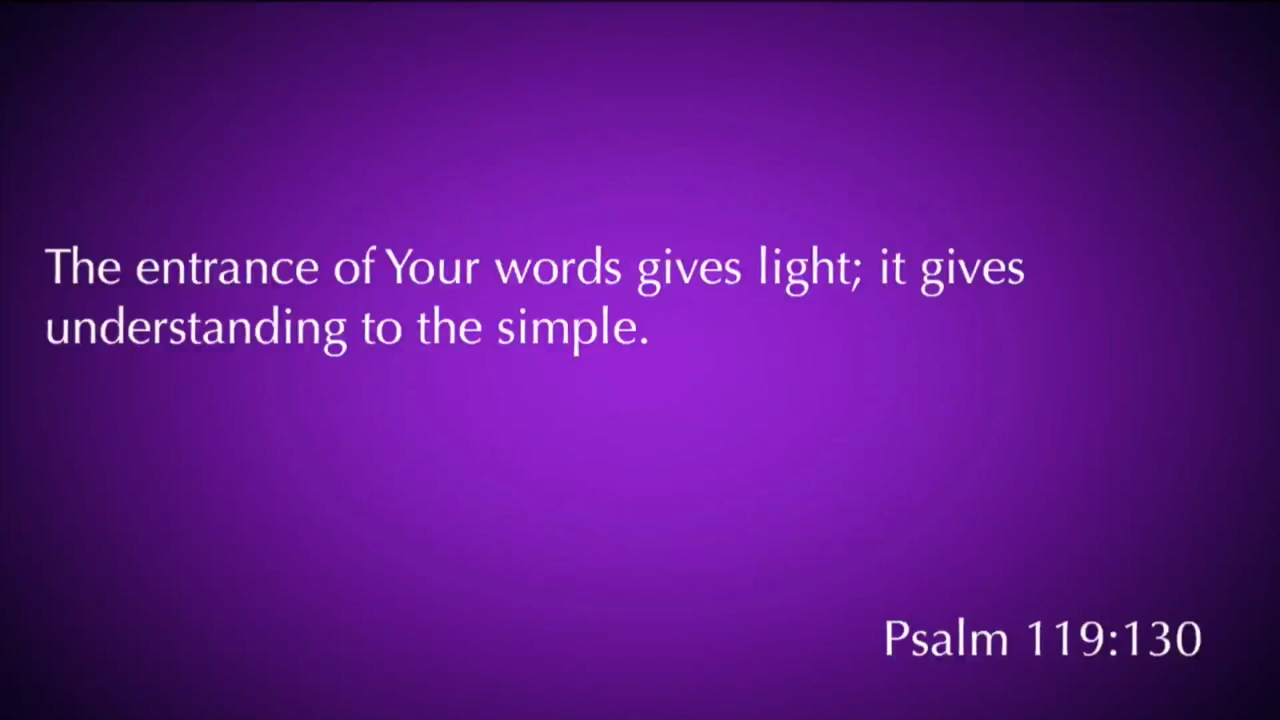 The entrance of Your words gives light; it gives
understanding to the simple.
Psalm 119:130